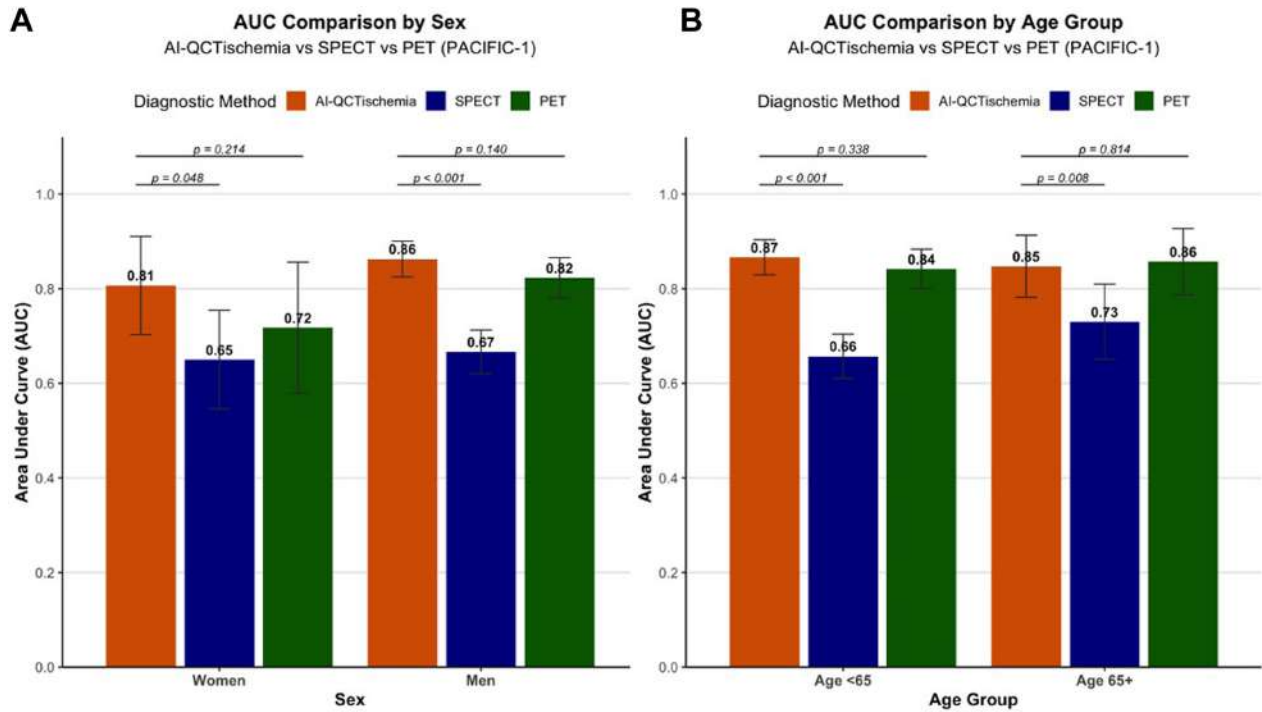 A
AUC Comparison by Sex
AI-QCTischemia vs SPECT vs PET (PACIFIC-1)
Diagnostic Method AI-QCTischemia SPECT PET
p = 0.214
p = 0.140
p = 0.048
p < 0.001
1.0
0.8
0.6
0.4
0.2
0.0
Area Under Curve (AUC)
0.81
0.65
0.72
0.86
0.67
0.82
Women
Men
Sex
B
AUC Comparison by Age Group
AI-QCTischemia vs SPECT vs PET (PACIFIC-1)
Diagnostic Method AI-QCTischemia SPECT PET
p = 0.338
p = 0.814
p < 0.001
p = 0.008
1.0
0.8
0.6
0.4
0.2
0.0
Area Under Curve (AUC)
0.87
0.66
0.84
0.85
0.73
0.86
Age <65
Age 65+
Age Group